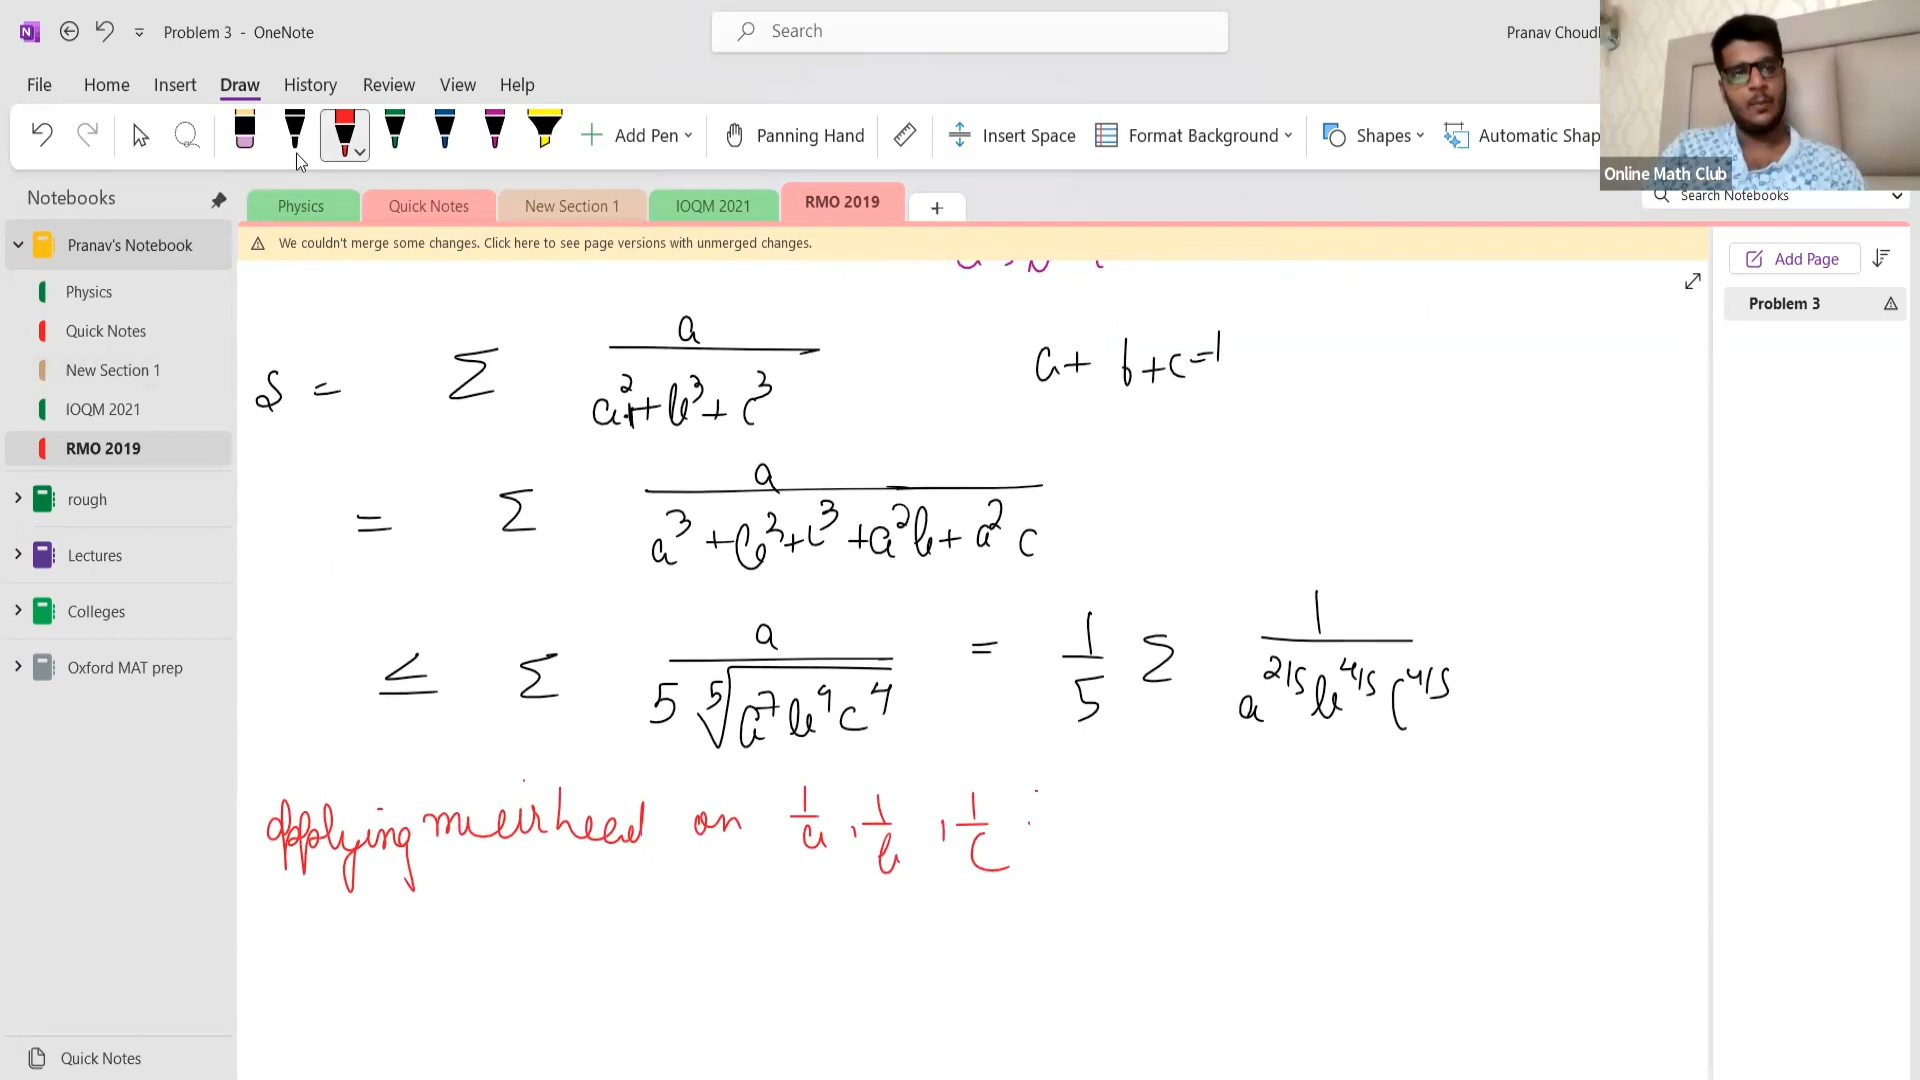 Problem 3 - OneNote
Search
Pranav Choudh
File Home Insert Draw History Review View Help
Add Pen Panning Hand Insert Space Format Background Shapes Automatic Shap
Online Math Club
Notebooks
Physics Quick Notes New Section 1 IOQM 2021 RMO 2019 +
Search Notebooks
We couldn't merge some changes. Click here to see page versions with unmerged changes.
Pranav's Notebook
Physics
Quick Notes
New Section 1
IOQM 2021
RMO 2019
rough
Lectures
Colleges
Oxford MAT prep
Quick Notes
Add Page
Problem 3
S = Σ a/(a²+b³+c³) a+b+c=1
= Σ a/(a³+b³+c³+a²b+a²c)
≤ Σ a/(5 ⁵√(a⁷b⁴c⁴)) = 1/5 Σ 1/(a^2/5 b^4/5 c^4/5)
applying muirhead on 1/a , 1/b , 1/c :